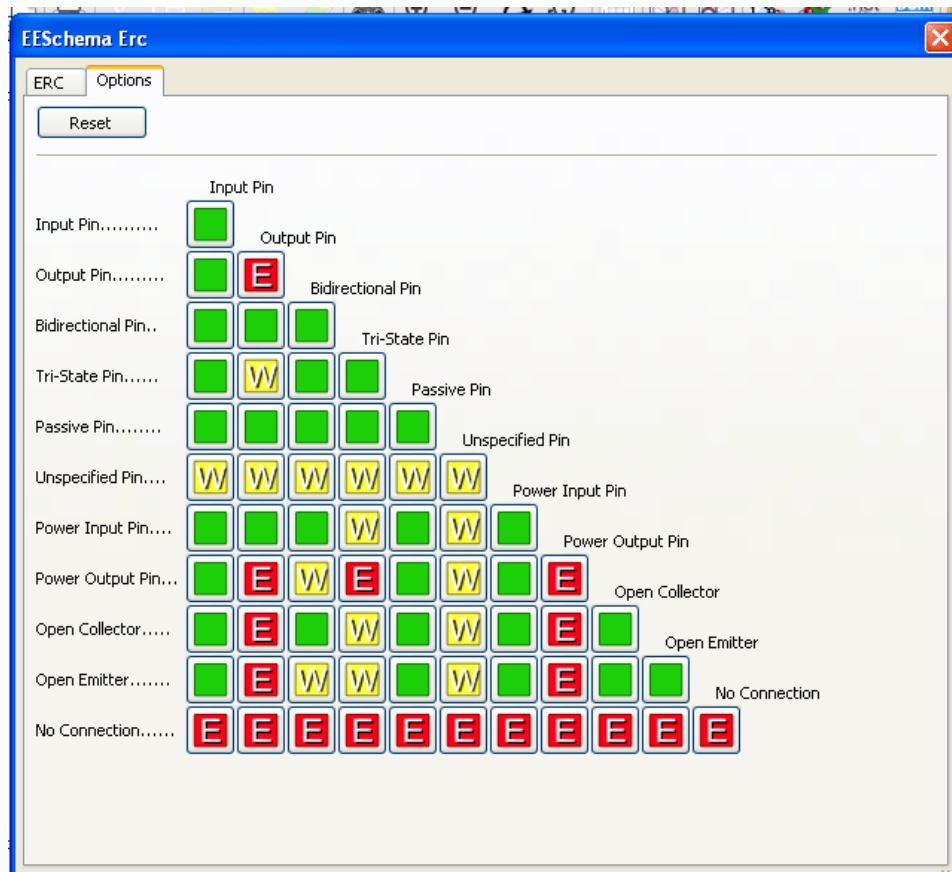 EESchema Erc
ERC Options
Reset
Input Pin
Input Pin..........
Output Pin
Output Pin......... E
Bidirectional Pin
Bidirectional Pin..
Tri-State Pin
Tri-State Pin...... W
Passive Pin
Passive Pin........
Unspecified Pin
Unspecified Pin.... W W W W W W
Power Input Pin
Power Input Pin.... W W
Power Output Pin
Power Output Pin... E W E W E
Open Collector
Open Collector..... E W W E
Open Emitter
Open Emitter....... E W W W E
No Connection
No Connection...... E E E E E E E E E E E